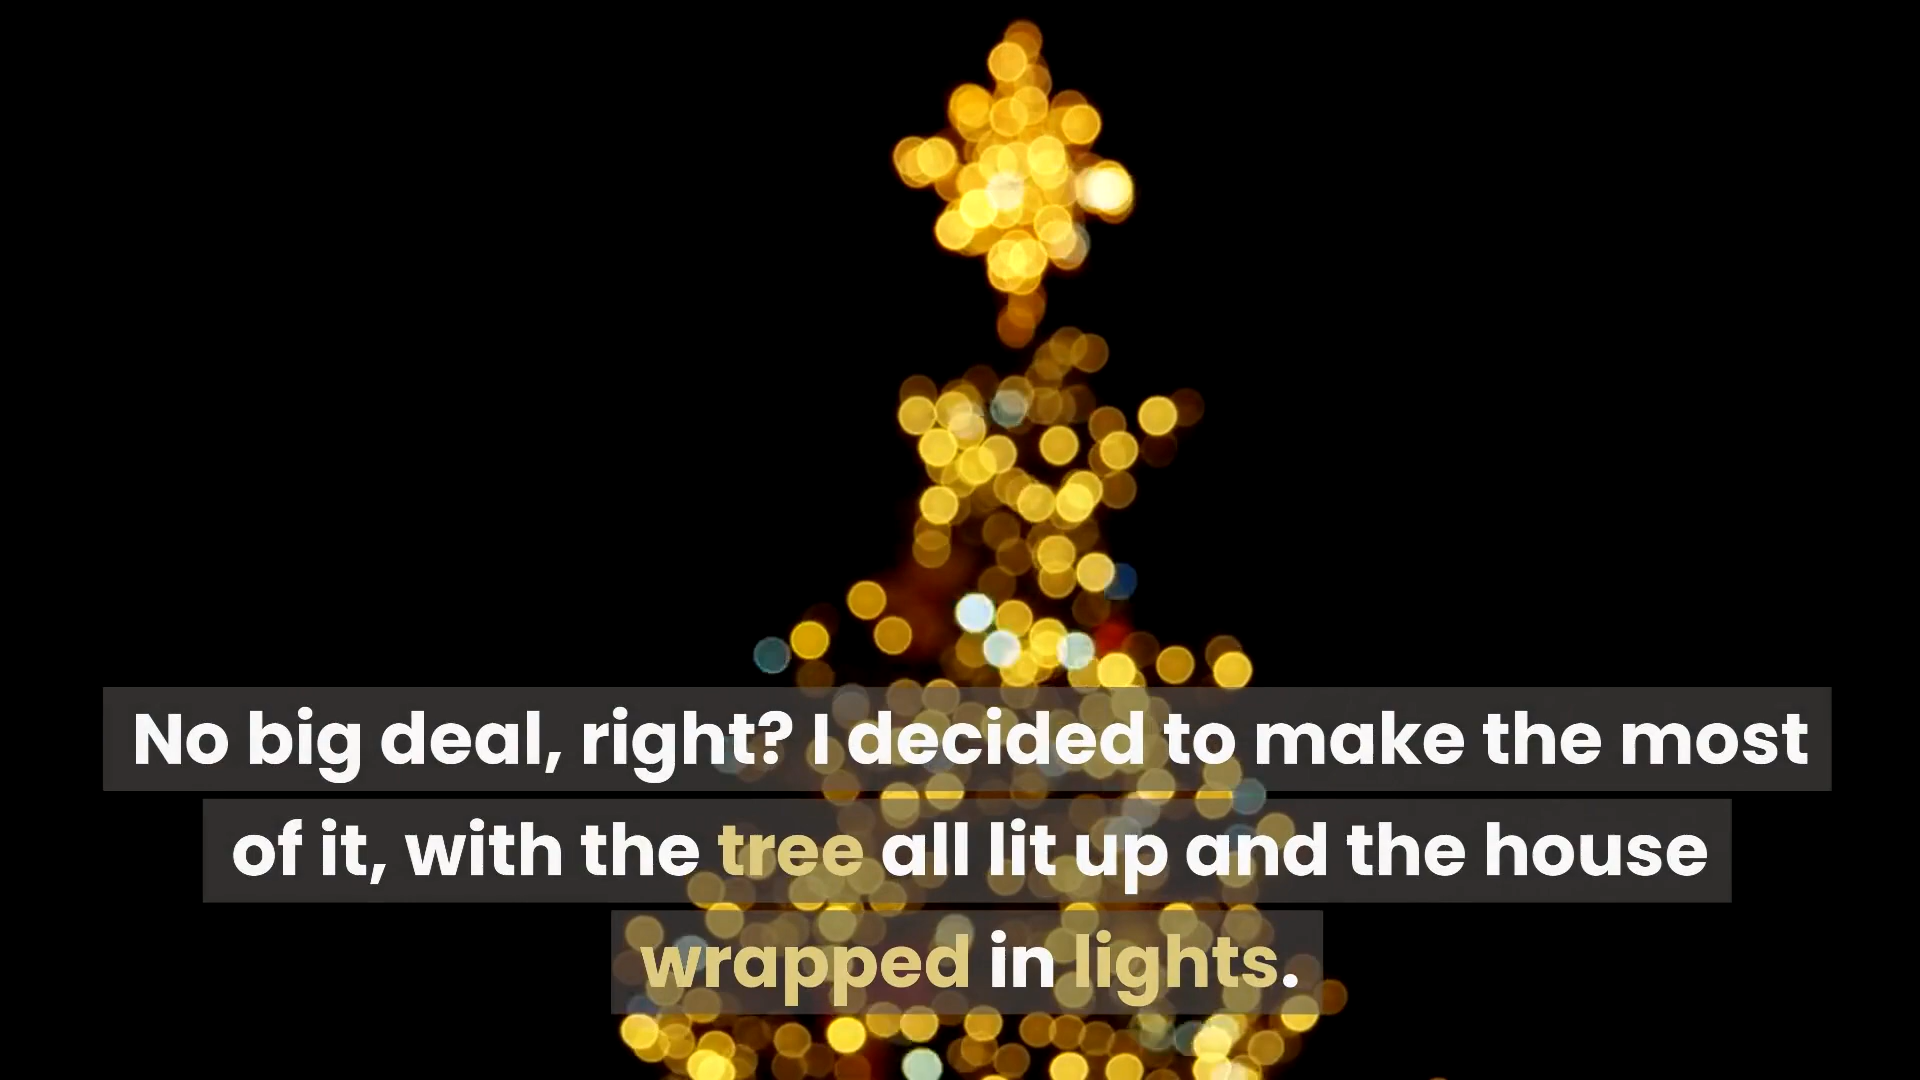 No big deal, right? I decided to make the most
of it, with the tree all lit up and the house
wrapped in lights.